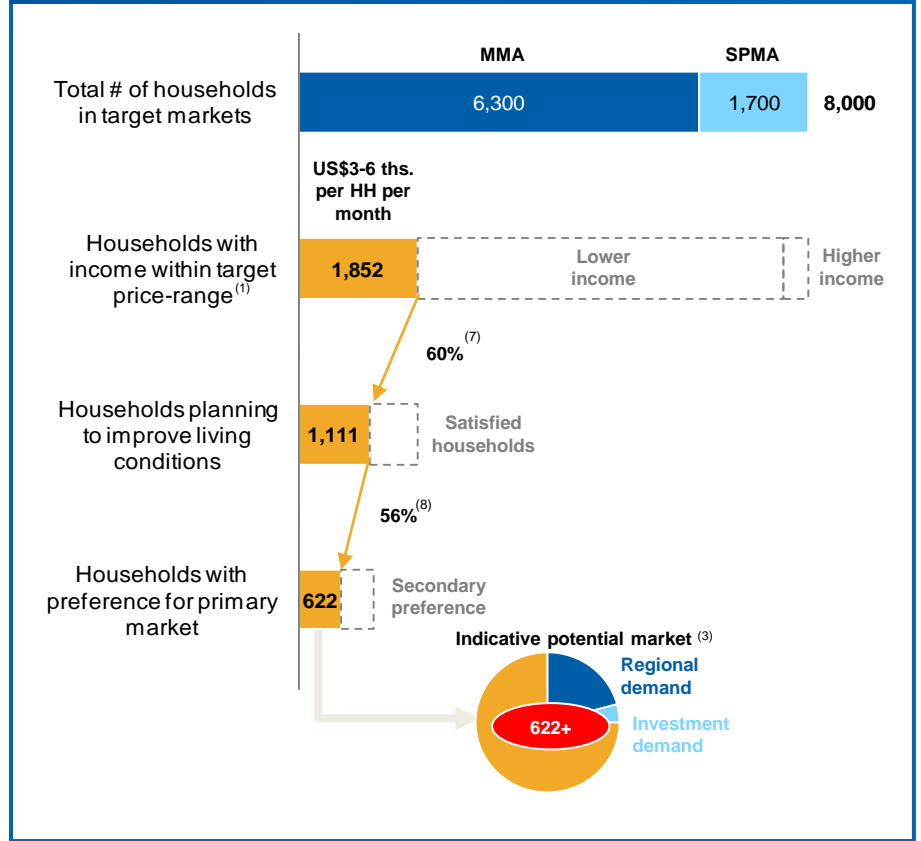 MMA
SPMA
Total # of households
in target markets
6,300
1,700
8,000
US$3-6 ths.
per HH per
month
Households with
income within target
price-range(1)
1,852
Lower
income
Higher
income
60%(7)
Households planning
to improve living
conditions
1,111
Satisfied
households
56%(8)
Households with
preference for primary
market
622
Secondary
preference
Indicative potential market (3)
Regional
demand
622+
Investment
demand